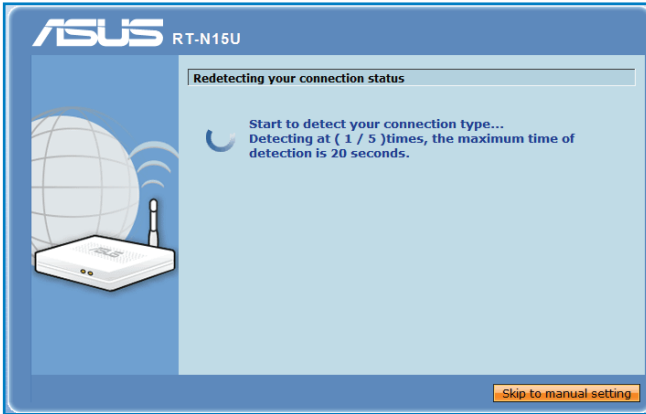 ASUS RT-N15U
Redetecting your connection status
Start to detect your connection type...
Detecting at ( 1 / 5 )times, the maximum time of
detection is 20 seconds.
ASUS
Skip to manual setting